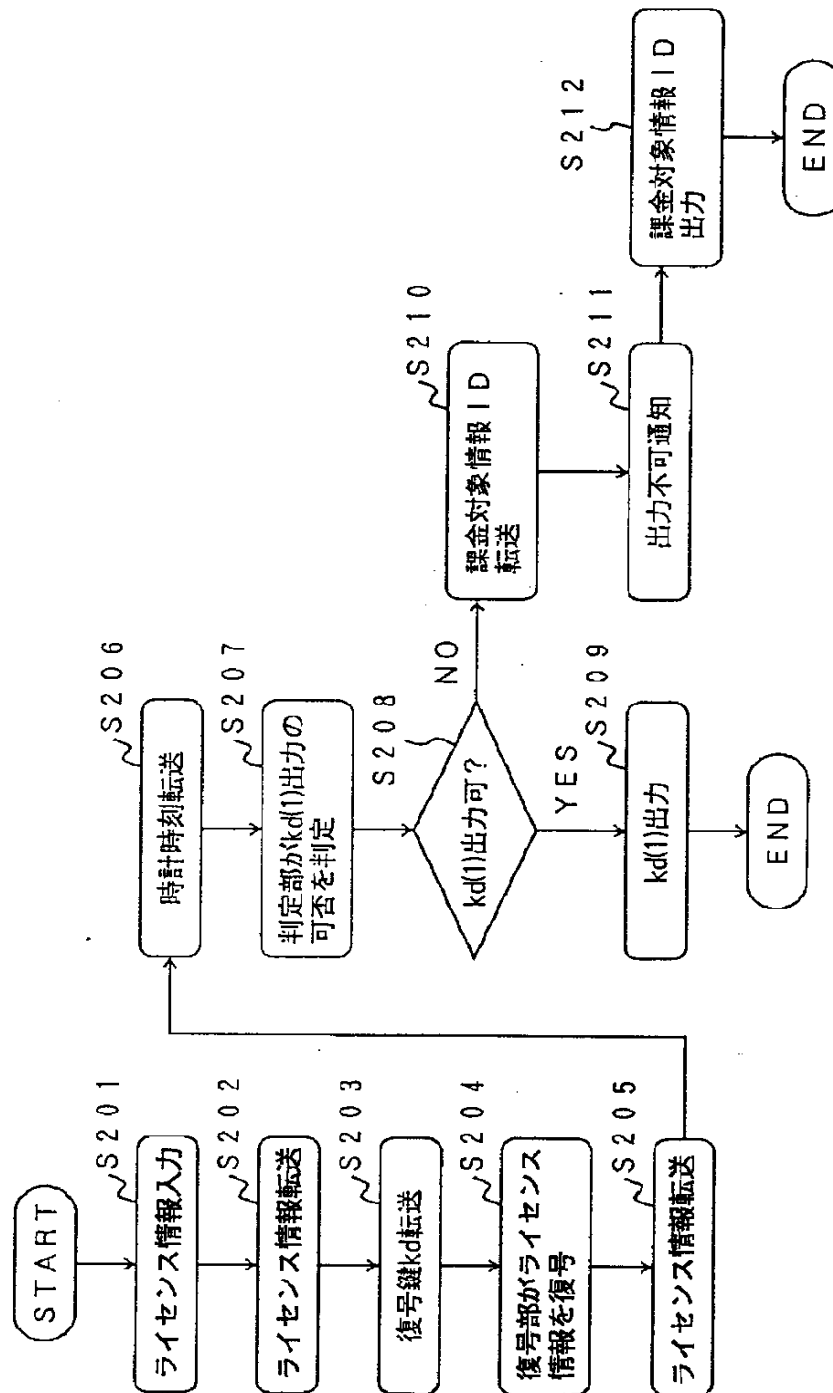 START
S201
ライセンス情報入力
S202
ライセンス情報転送
S203
復号鍵kd転送
S204
復号部がライセンス
情報を復号
S205
ライセンス情報転送
S206
時計時刻転送
S207
判定部がkd(1)出力の
可否を判定
S208
kd(1)出力可?
NO
YES
S209
kd(1)出力
END
S210
課金対象情報ID
転送
S211
出力不可通知
S212
課金対象情報ID
出力
END